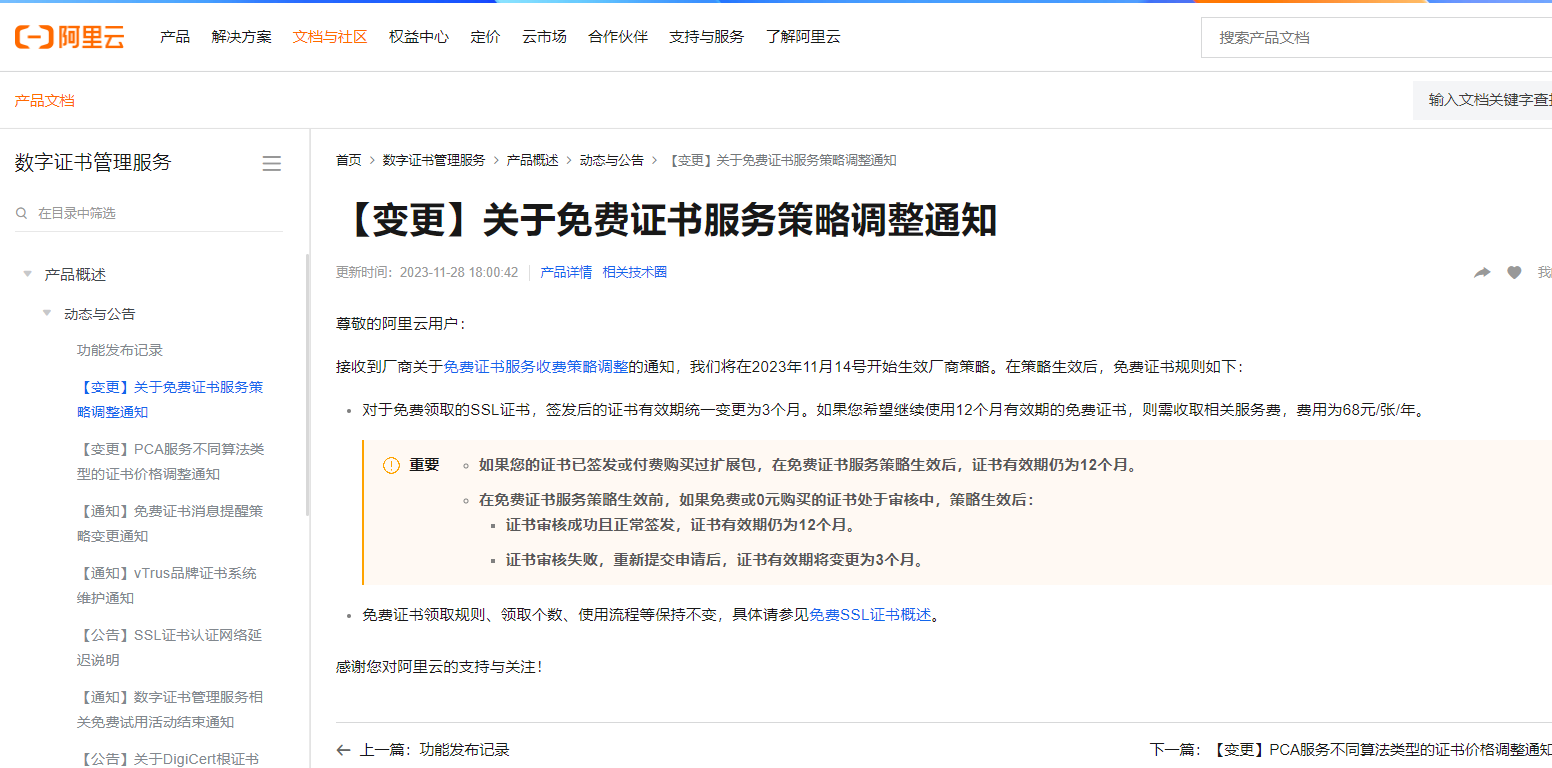 阿里云
产品 解决方案 文档与社区 权益中心 定价 云市场 合作伙伴 支持与服务 了解阿里云
搜索产品文档
产品文档
输入文档关键字查
数字证书管理服务
在目录中筛选
产品概述
动态与公告
功能发布记录
【变更】关于免费证书服务策
略调整通知
【变更】PCA服务不同算法类
型的证书价格调整通知
【通知】免费证书消息提醒策
略变更通知
【通知】vTrus品牌证书系统
维护通知
【公告】SSL证书认证网络延
迟说明
【通知】数字证书管理服务相
关免费试用活动结束通知
【公告】关于DigiCert根证书
首页 > 数字证书管理服务 > 产品概述 > 动态与公告 > 【变更】关于免费证书服务策略调整通知
【变更】关于免费证书服务策略调整通知
更新时间：2023-11-28 18:00:42 产品详情 相关技术圈
我
尊敬的阿里云用户：
接收到厂商关于免费证书服务收费策略调整的通知，我们将在2023年11月14号开始生效厂商策略。在策略生效后，免费证书规则如下：
对于免费领取的SSL证书，签发后的证书有效期统一变更为3个月。如果您希望继续使用12个月有效期的免费证书，则需收取相关服务费，费用为68元/张/年。
重要
如果您的证书已签发或付费购买过扩展包，在免费证书服务策略生效后，证书有效期仍为12个月。
在免费证书服务策略生效前，如果免费或0元购买的证书处于审核中，策略生效后：
证书审核成功且正常签发，证书有效期仍为12个月。
证书审核失败，重新提交申请后，证书有效期将变更为3个月。
免费证书领取规则、领取个数、使用流程等保持不变，具体请参见免费SSL证书概述。
感谢您对阿里云的支持与关注！
上一篇：功能发布记录
下一篇：【变更】PCA服务不同算法类型的证书价格调整通知